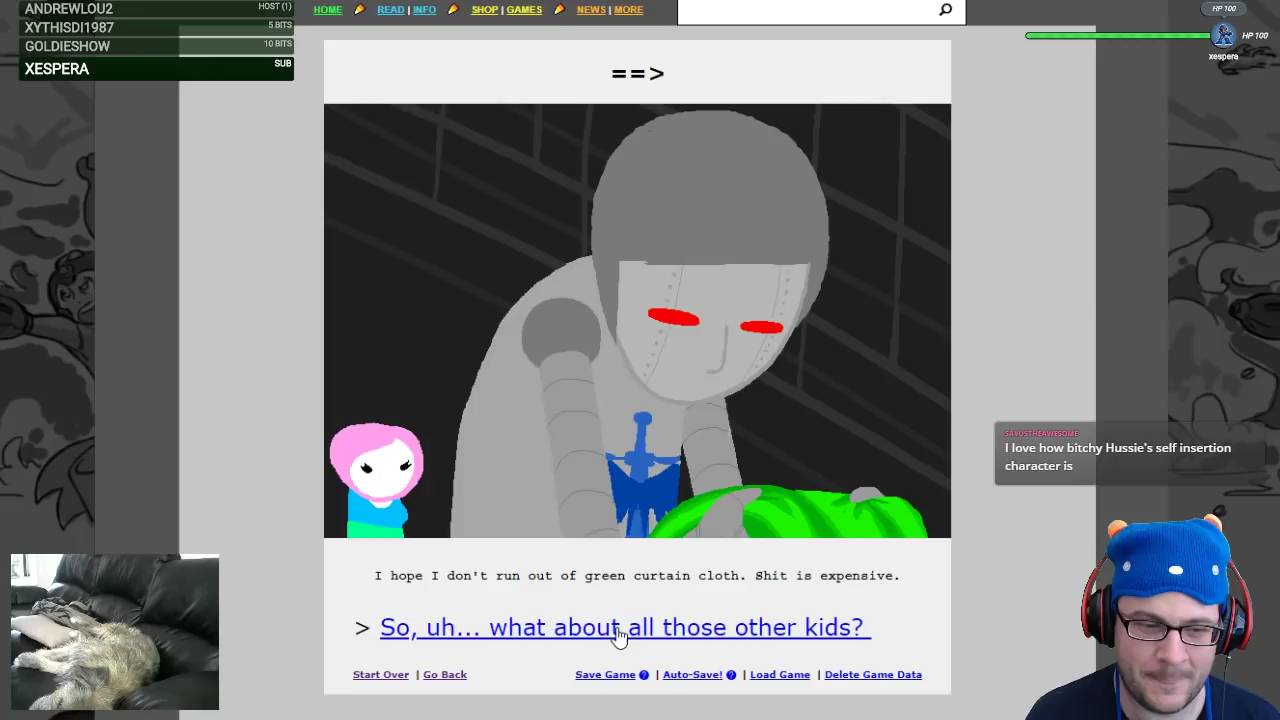 ANDREWLOU2 HOST (1)
XYTHISDI1987 5 BITS
GOLDIESHOW 10 BITS
XESPERA SUB
HOME READ | INFO SHOP | GAMES NEWS | MORE
HP 100
HP 100
xespera
==>
SAVUSTHEAWESOME
I love how bitchy Hussie's self insertion
character is
I hope I don't run out of green curtain cloth. Shit is expensive.
> So, uh... what about all those other kids?
Start Over | Go Back Save Game ? | Auto-Save! ? | Load Game | Delete Game Data